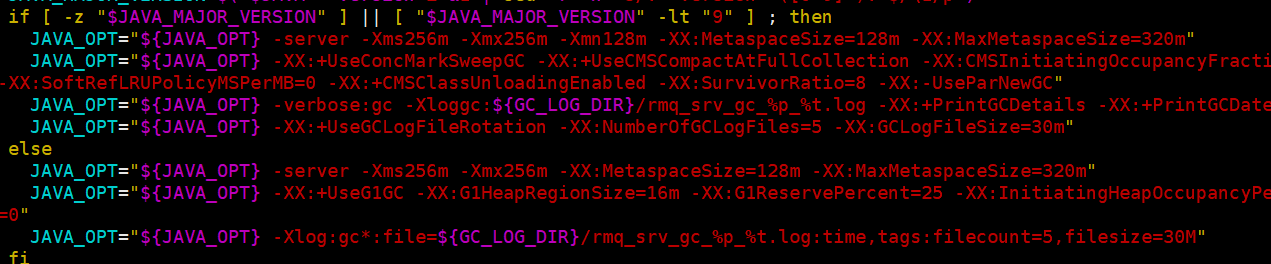 if [ -z "$JAVA_MAJOR_VERSION" ] || [ "$JAVA_MAJOR_VERSION" -lt "9" ] ; then
JAVA_OPT="${JAVA_OPT} -server -Xms256m -Xmx256m -Xmn128m -XX:MetaspaceSize=128m -XX:MaxMetaspaceSize=320m"
JAVA_OPT="${JAVA_OPT} -XX:+UseConcMarkSweepGC -XX:+UseCMSCompactAtFullCollection -XX:CMSInitiatingOccupancyFracti
-XX:SoftRefLRUPolicyMSPerMB=0 -XX:+CMSClassUnloadingEnabled -XX:SurvivorRatio=8 -XX:-UseParNewGC"
JAVA_OPT="${JAVA_OPT} -verbose:gc -Xloggc:${GC_LOG_DIR}/rmq_srv_gc_%p_%t.log -XX:+PrintGCDetails -XX:+PrintGCDate
JAVA_OPT="${JAVA_OPT} -XX:+UseGCLogFileRotation -XX:NumberOfGCLogFiles=5 -XX:GCLogFileSize=30m"
else
JAVA_OPT="${JAVA_OPT} -server -Xms256m -Xmx256m -XX:MetaspaceSize=128m -XX:MaxMetaspaceSize=320m"
JAVA_OPT="${JAVA_OPT} -XX:+UseG1GC -XX:G1HeapRegionSize=16m -XX:G1ReservePercent=25 -XX:InitiatingHeapOccupancyPe
=0"
JAVA_OPT="${JAVA_OPT} -Xlog:gc*:file=${GC_LOG_DIR}/rmq_srv_gc_%p_%t.log:time,tags:filecount=5,filesize=30M"
fi